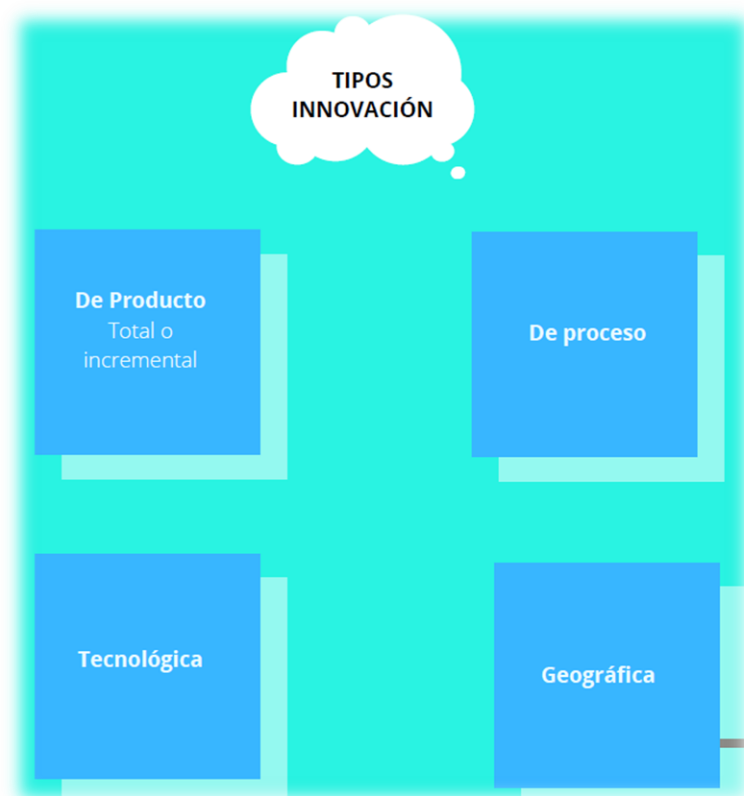 TIPOS
INNOVACIÓN
De Producto
Total o
incremental
De proceso
Tecnológica
Geográfica